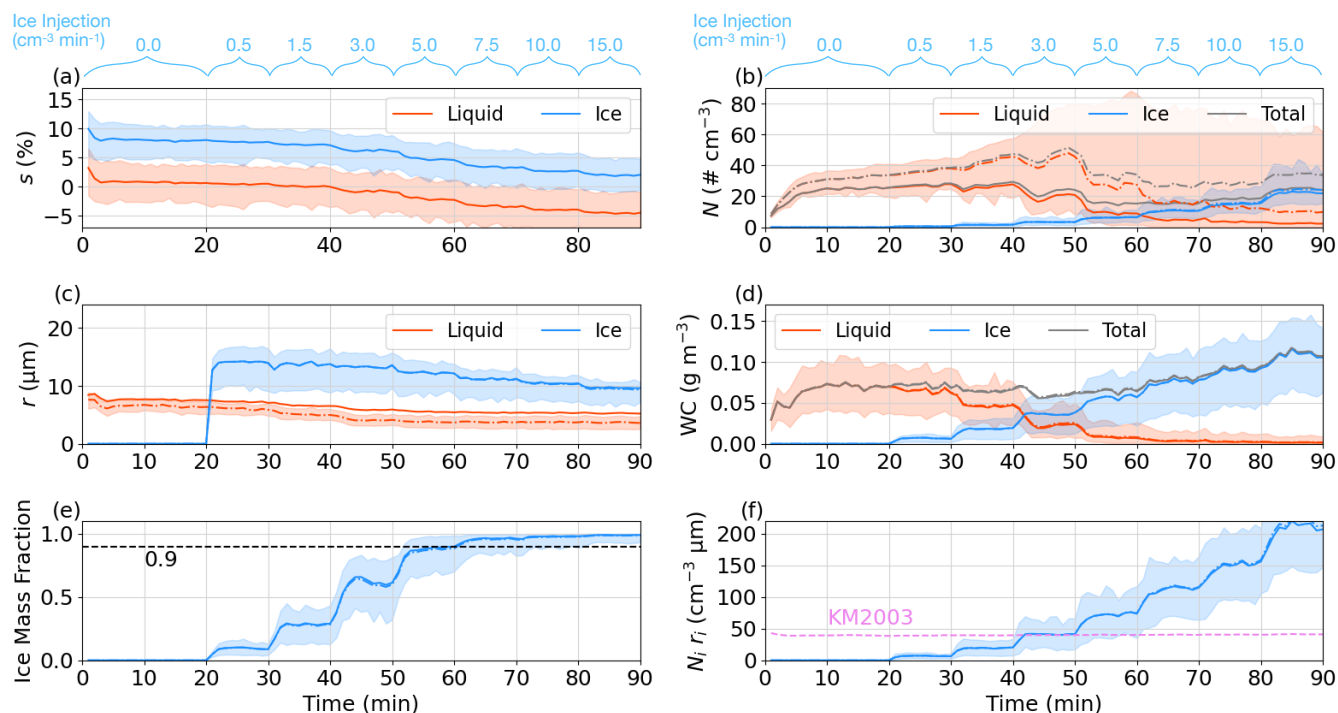 Ice Injection
(cm⁻³ min⁻¹)
0.0 0.5 1.5 3.0 5.0 7.5 10.0 15.0
(a)
Liquid Ice
s (%)
15
10
5
0
−5
0 20 40 60 80
Ice Injection
(cm⁻³ min⁻¹)
0.0 0.5 1.5 3.0 5.0 7.5 10.0 15.0
(b)
Liquid Ice Total
N (# cm⁻³)
80
60
40
20
0
0 10 20 30 40 50 60 70 80 90
(c)
Liquid Ice
r (μm)
20
10
0
0 10 20 30 40 50 60 70 80 90
(d)
Liquid Ice Total
WC (g m⁻³)
0.15
0.10
0.05
0.00
0 10 20 30 40 50 60 70 80 90
(e)
Ice Mass Fraction
1.0
0.5
0.0
0.9
0 10 20 30 40 50 60 70 80 90
Time (min)
(f)
Nᵢ rᵢ (cm⁻³ μm)
200
150
100
50
0
KM2003
0 10 20 30 40 50 60 70 80 90
Time (min)